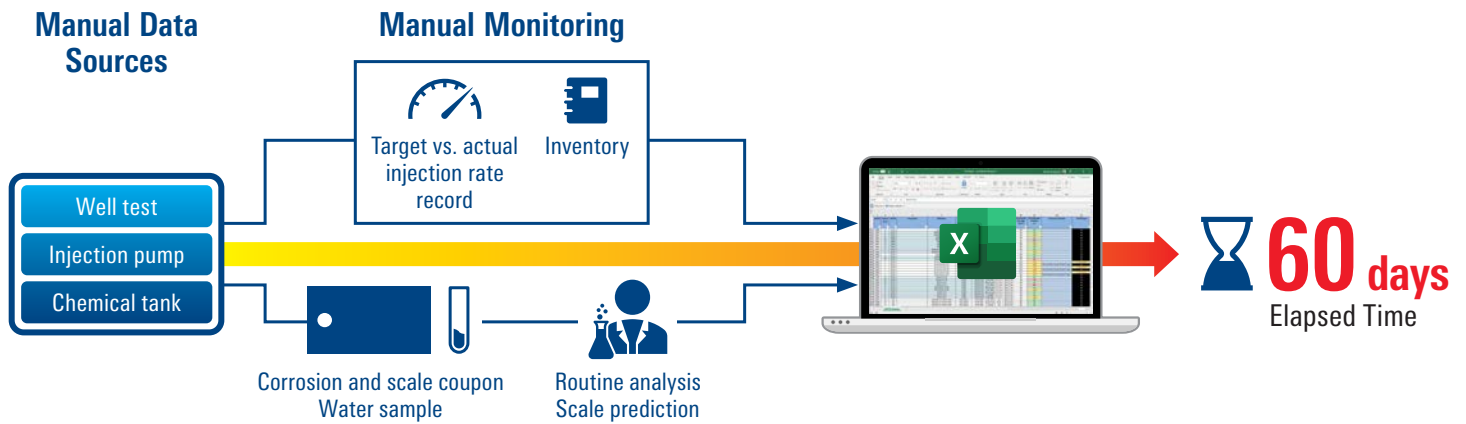 Manual Data
Sources
Manual Monitoring
Target vs. actual
injection rate
record
Inventory
Well test
Injection pump
Chemical tank
Corrosion and scale coupon
Water sample
Routine analysis
Scale prediction
X
60 days
Elapsed Time